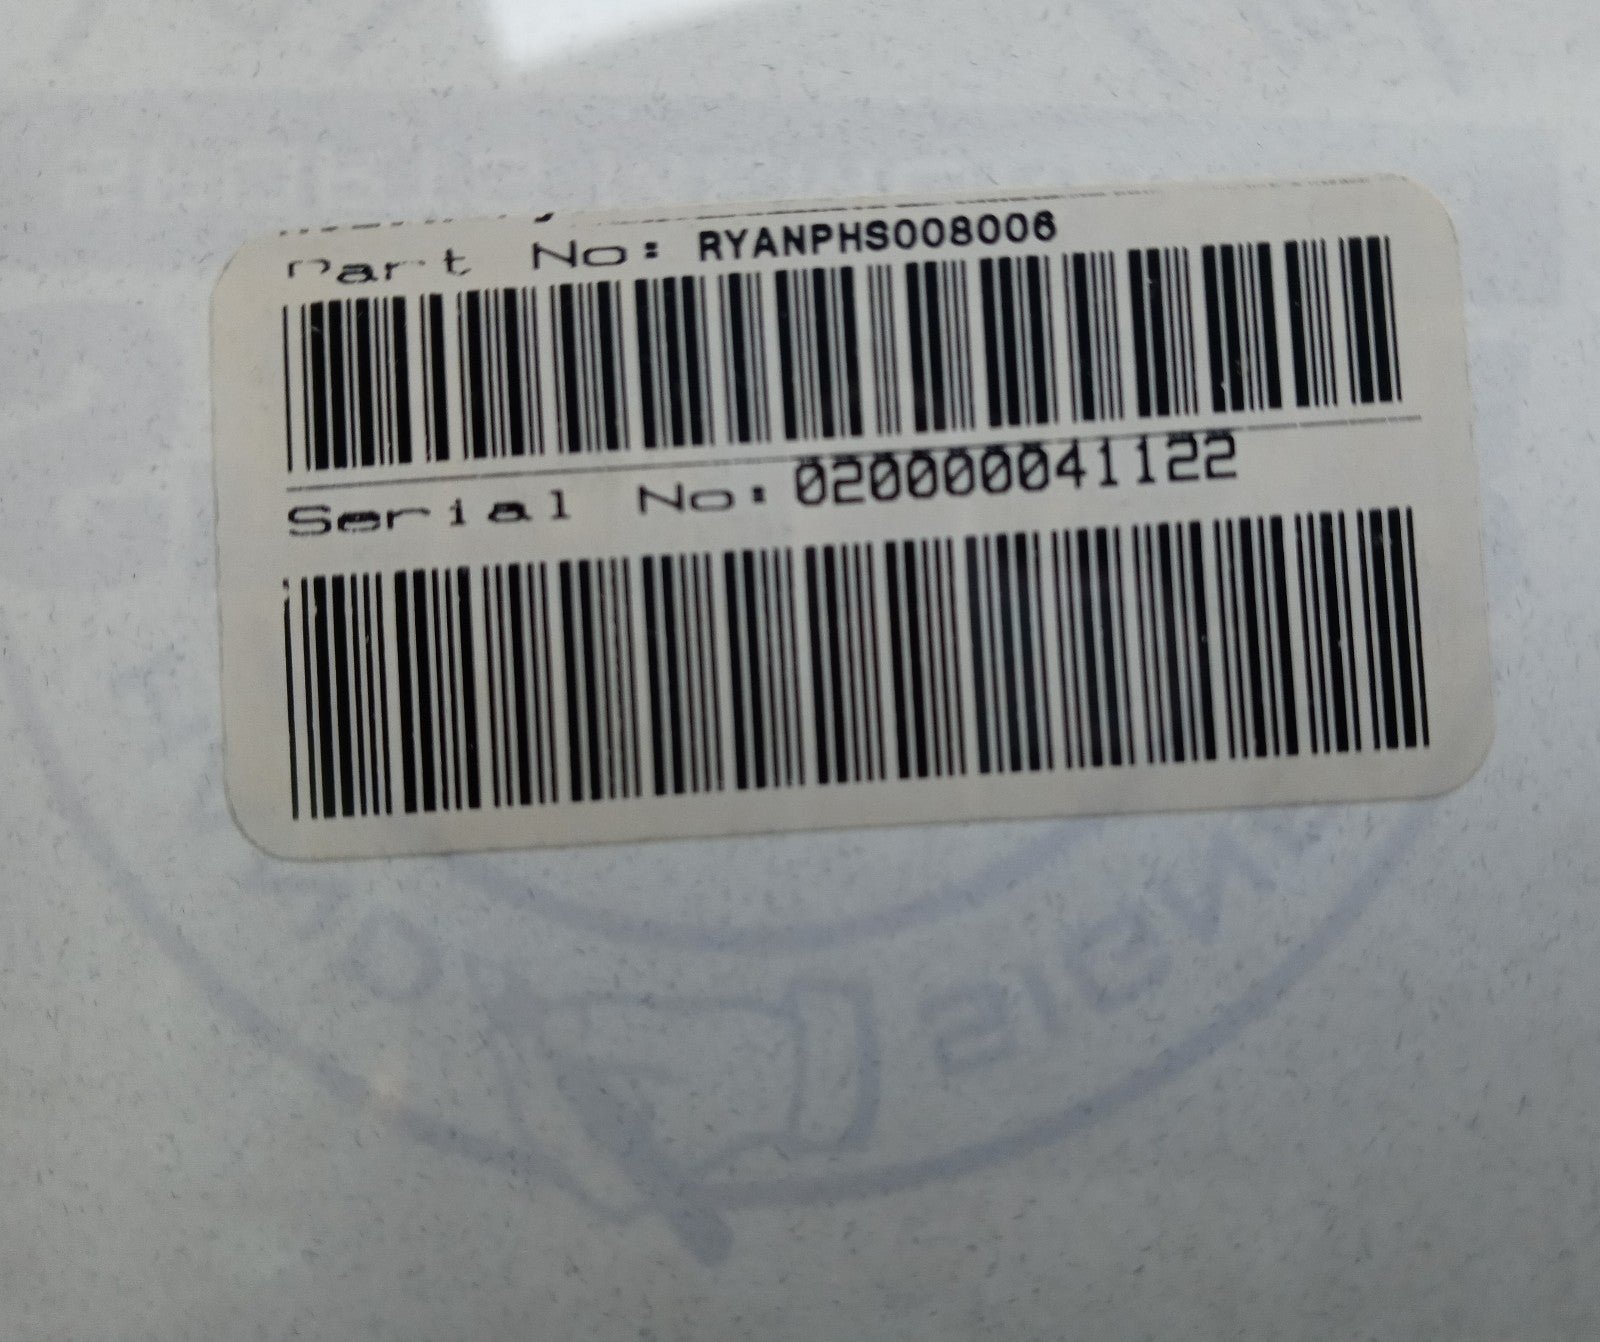 Part No: RYANPHS008006
Serial No: 020000041122